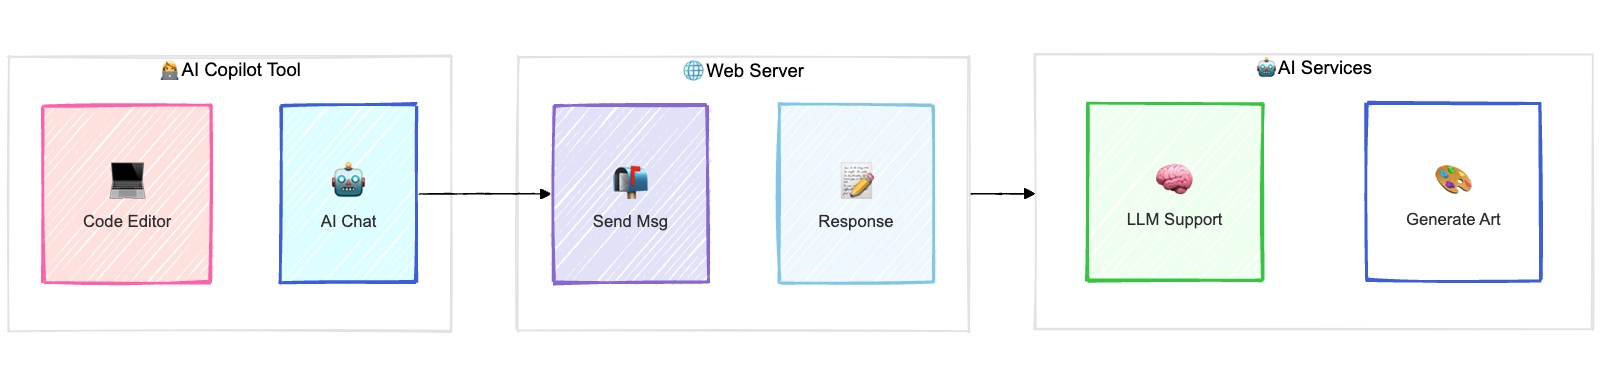 AI Copilot Tool
Code Editor
AI Chat
Web Server
Send Msg
Response
AI Services
LLM Support
Generate Art